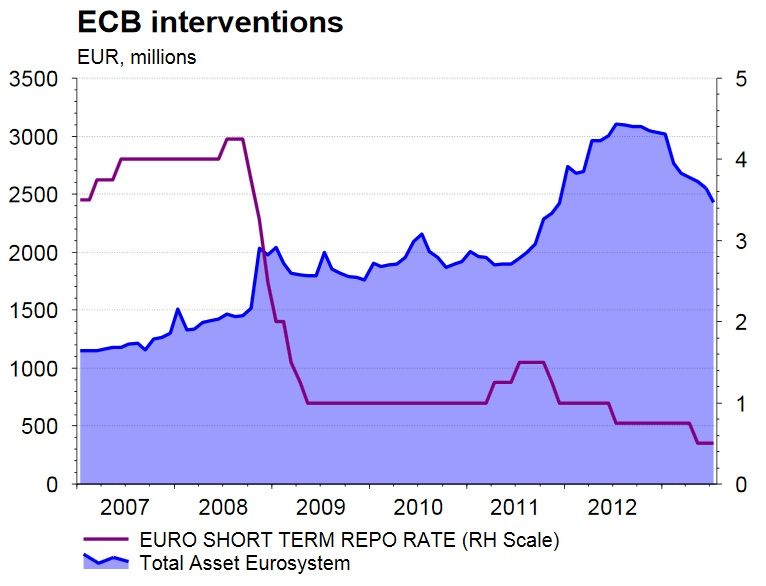 ECB interventions
EUR, millions
3500
3000
2500
2000
1500
1000
500
0
5
4
3
2
1
0
2007 2008 2009 2010 2011 2012
EURO SHORT TERM REPO RATE (RH Scale)
Total Asset Eurosystem